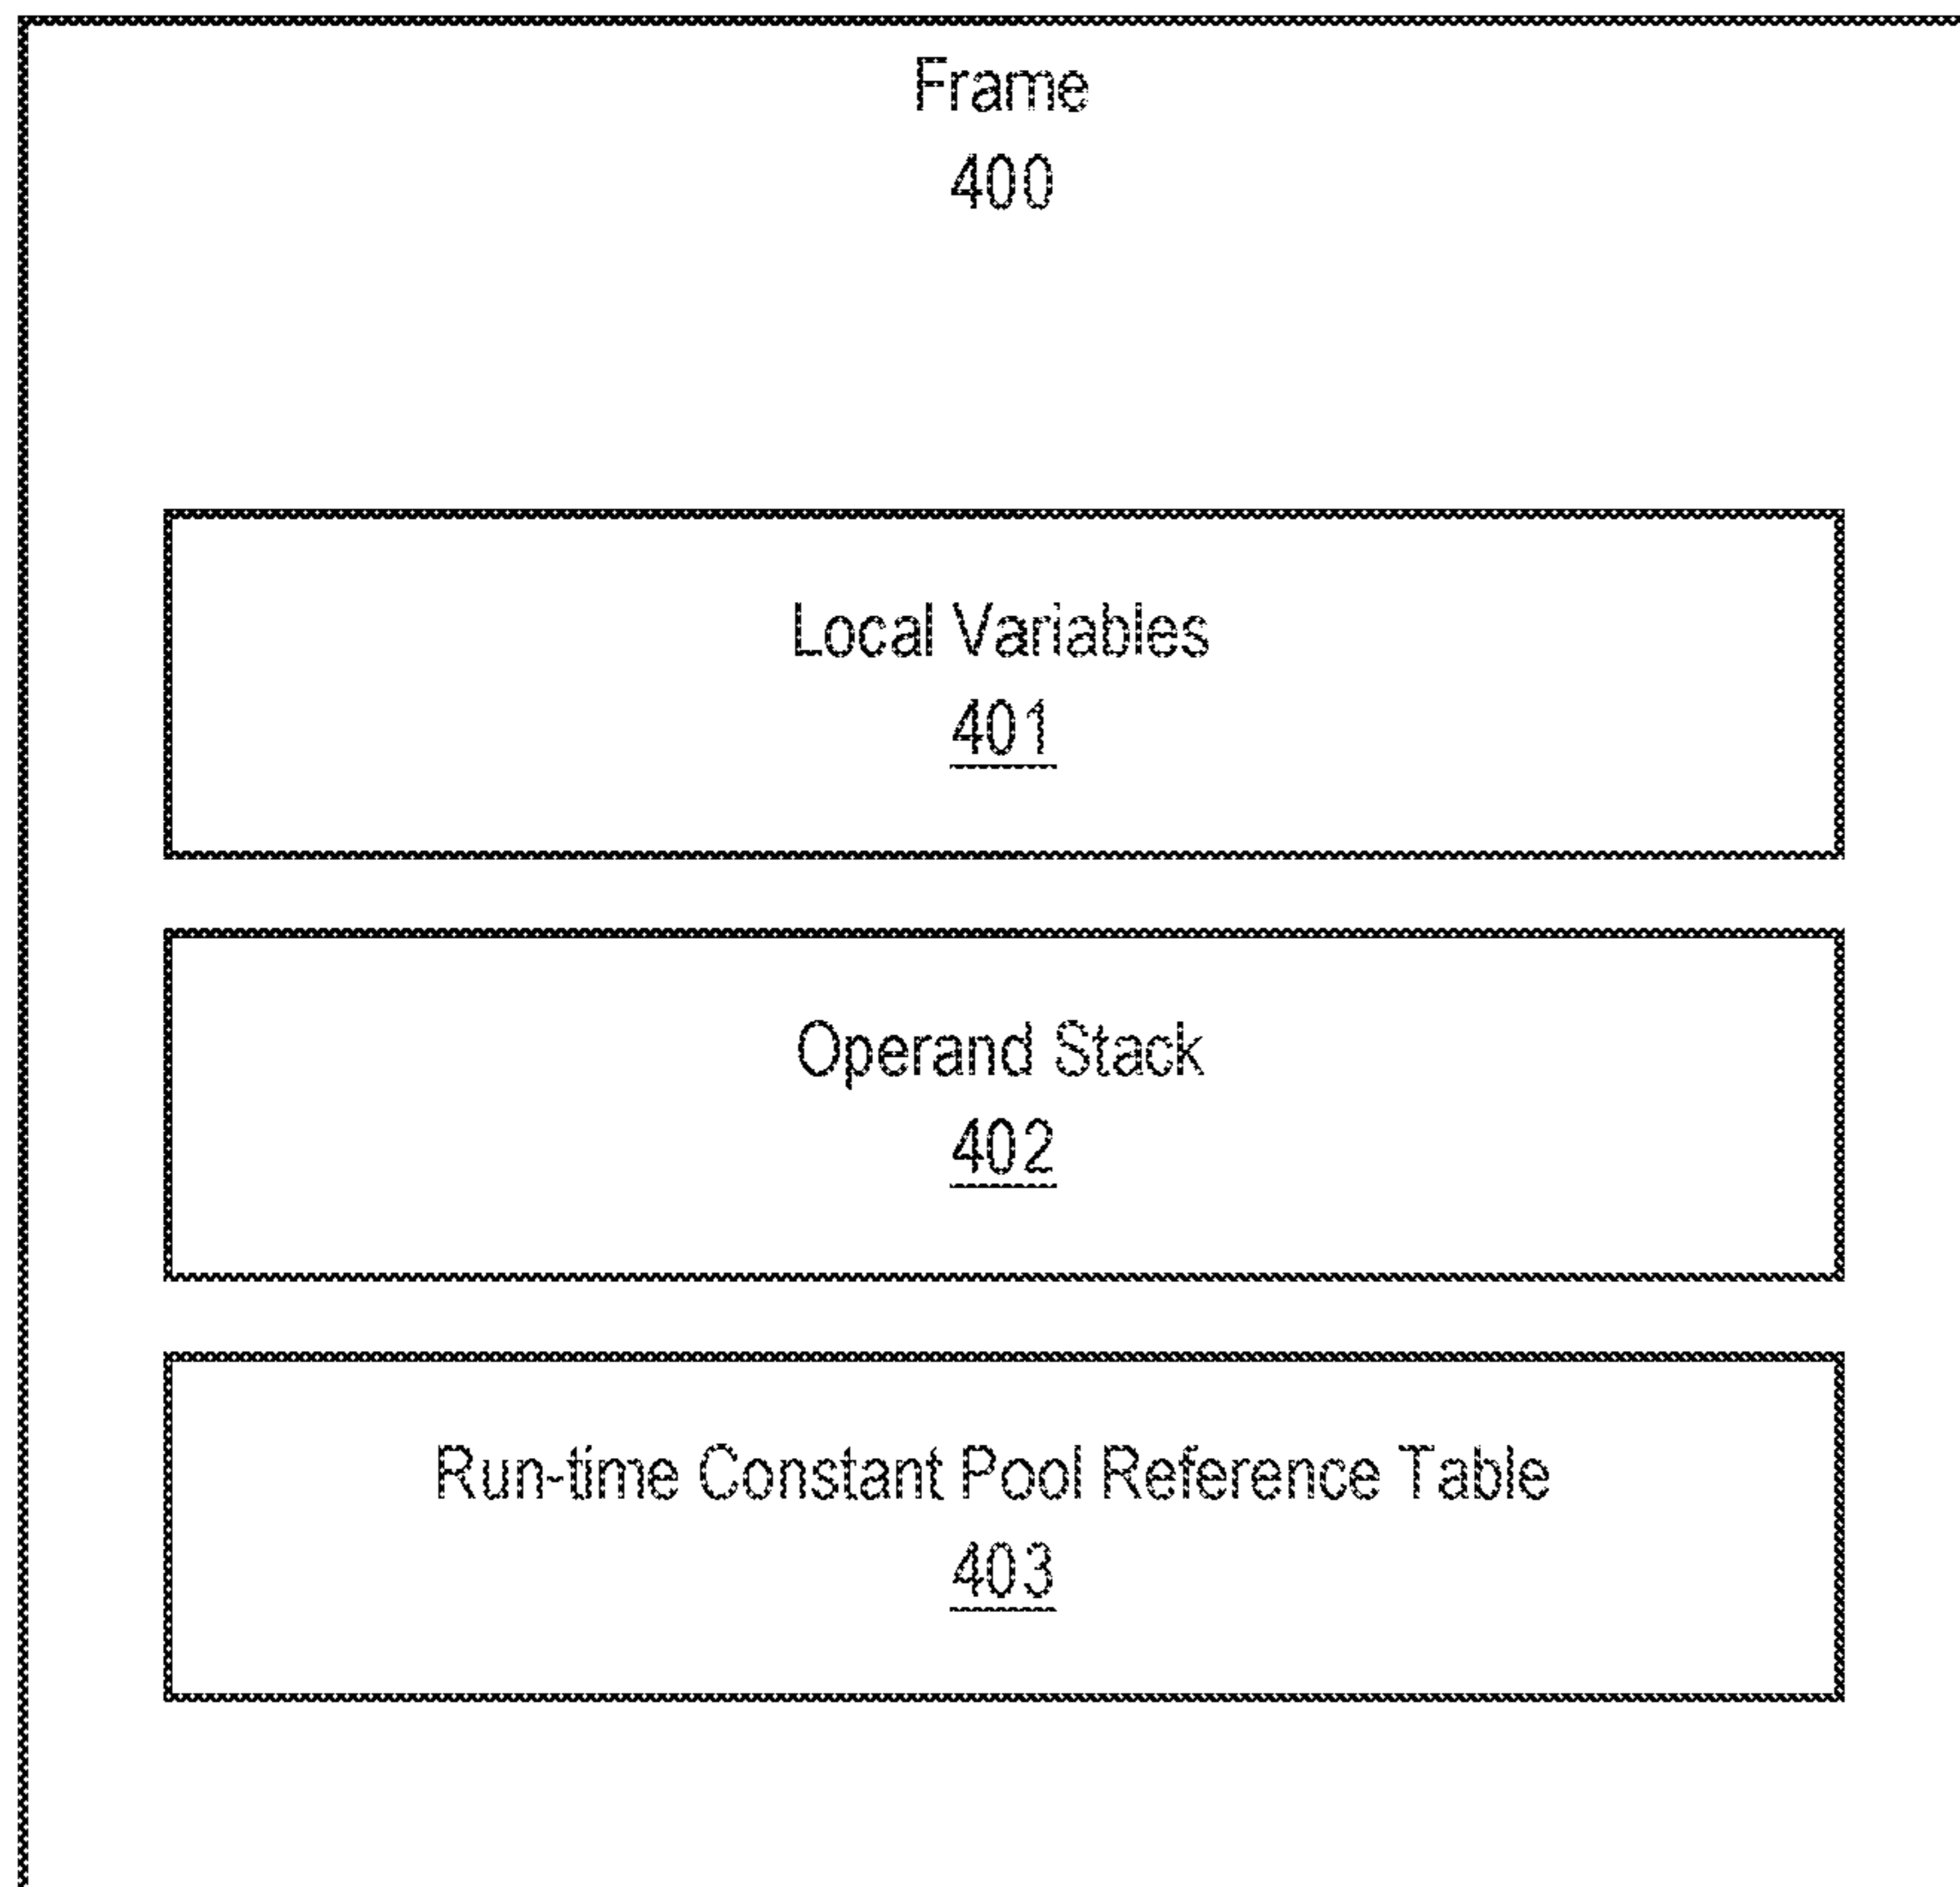 Frame
400
Local Variables
401
Operand Stack
402
Run-time Constant Pool Reference Table
403